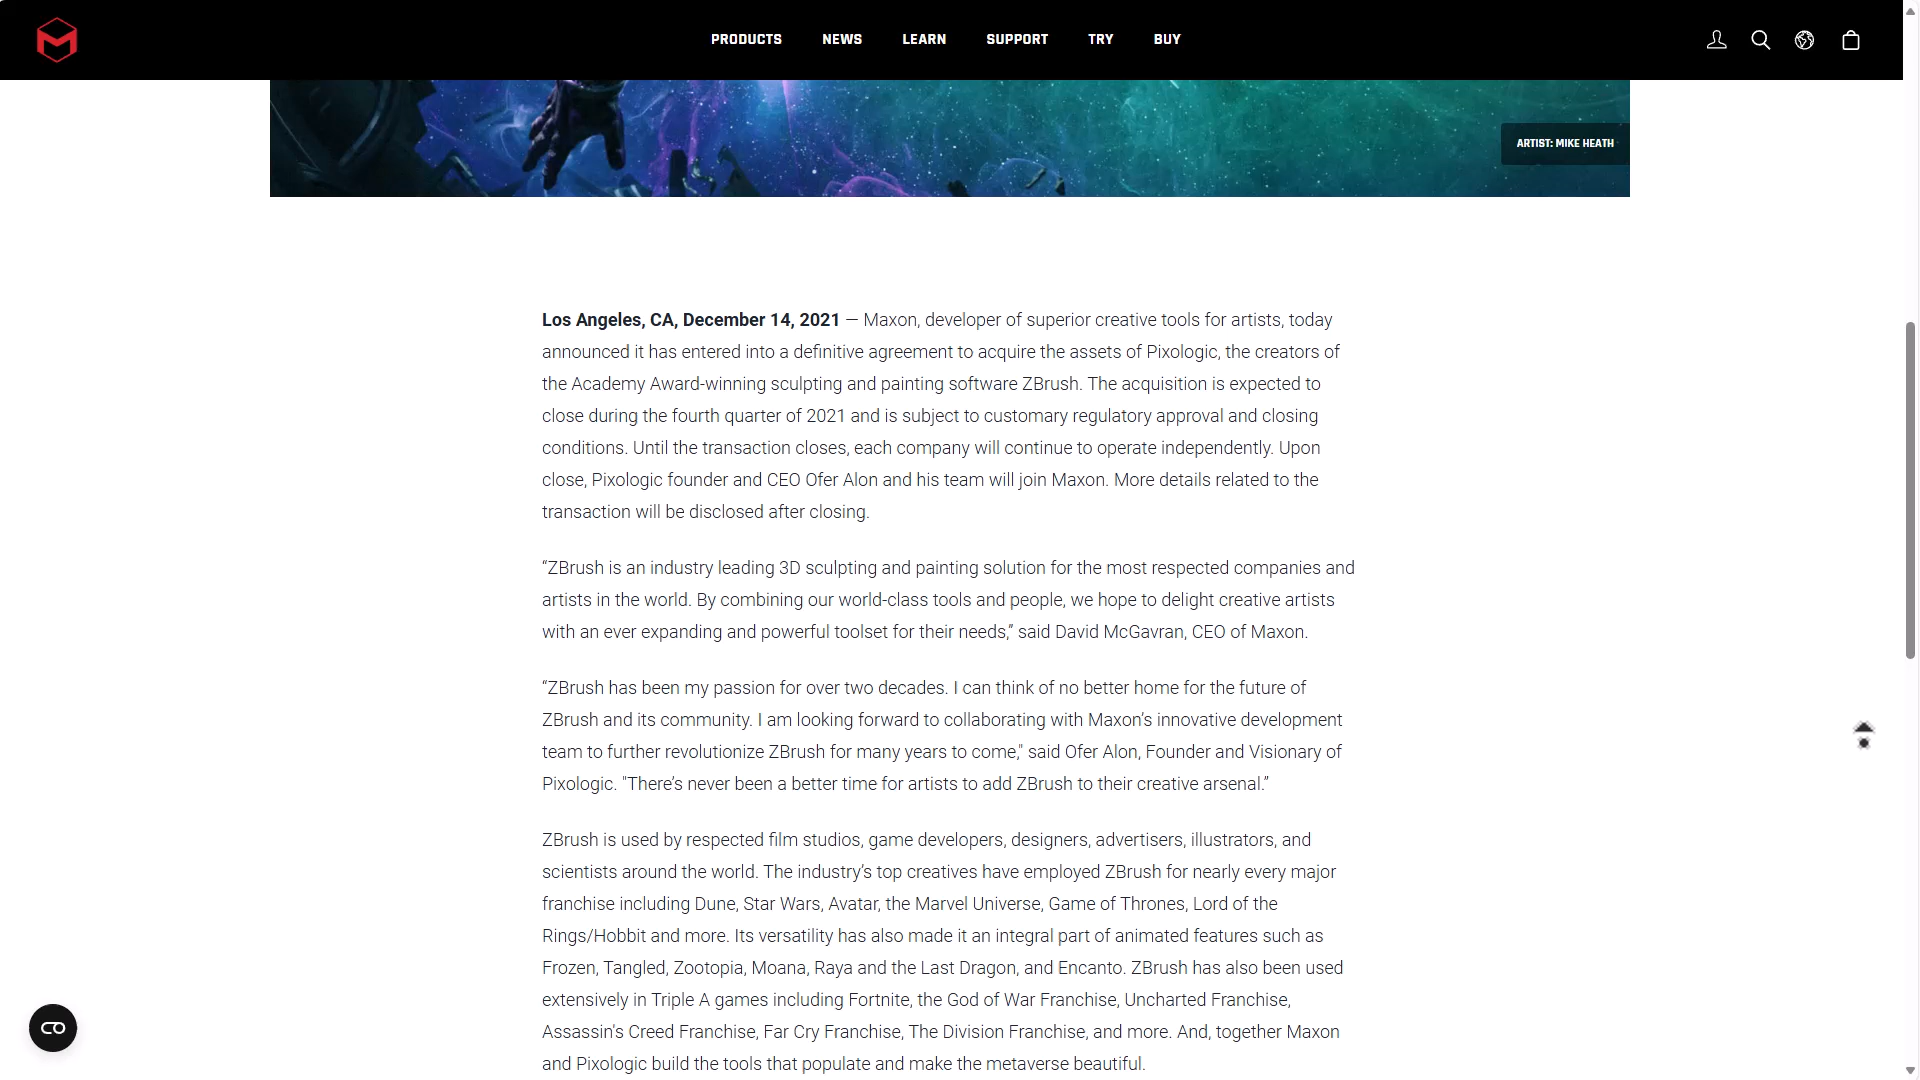 PRODUCTS NEWS LEARN SUPPORT TRY BUY
ARTIST: MIKE HEATH
Los Angeles, CA, December 14, 2021 — Maxon, developer of superior creative tools for artists, today
announced it has entered into a definitive agreement to acquire the assets of Pixologic, the creators of
the Academy Award-winning sculpting and painting software ZBrush. The acquisition is expected to
close during the fourth quarter of 2021 and is subject to customary regulatory approval and closing
conditions. Until the transaction closes, each company will continue to operate independently. Upon
close, Pixologic founder and CEO Ofer Alon and his team will join Maxon. More details related to the
transaction will be disclosed after closing.
“ZBrush is an industry leading 3D sculpting and painting solution for the most respected companies and
artists in the world. By combining our world-class tools and people, we hope to delight creative artists
with an ever expanding and powerful toolset for their needs,” said David McGavran, CEO of Maxon.
“ZBrush has been my passion for over two decades. I can think of no better home for the future of
ZBrush and its community. I am looking forward to collaborating with Maxon’s innovative development
team to further revolutionize ZBrush for many years to come," said Ofer Alon, Founder and Visionary of
Pixologic. "There’s never been a better time for artists to add ZBrush to their creative arsenal.”
ZBrush is used by respected film studios, game developers, designers, advertisers, illustrators, and
scientists around the world. The industry’s top creatives have employed ZBrush for nearly every major
franchise including Dune, Star Wars, Avatar, the Marvel Universe, Game of Thrones, Lord of the
Rings/Hobbit and more. Its versatility has also made it an integral part of animated features such as
Frozen, Tangled, Zootopia, Moana, Raya and the Last Dragon, and Encanto. ZBrush has also been used
extensively in Triple A games including Fortnite, the God of War Franchise, Uncharted Franchise,
Assassin's Creed Franchise, Far Cry Franchise, The Division Franchise, and more. And, together Maxon
and Pixologic build the tools that populate and make the metaverse beautiful.